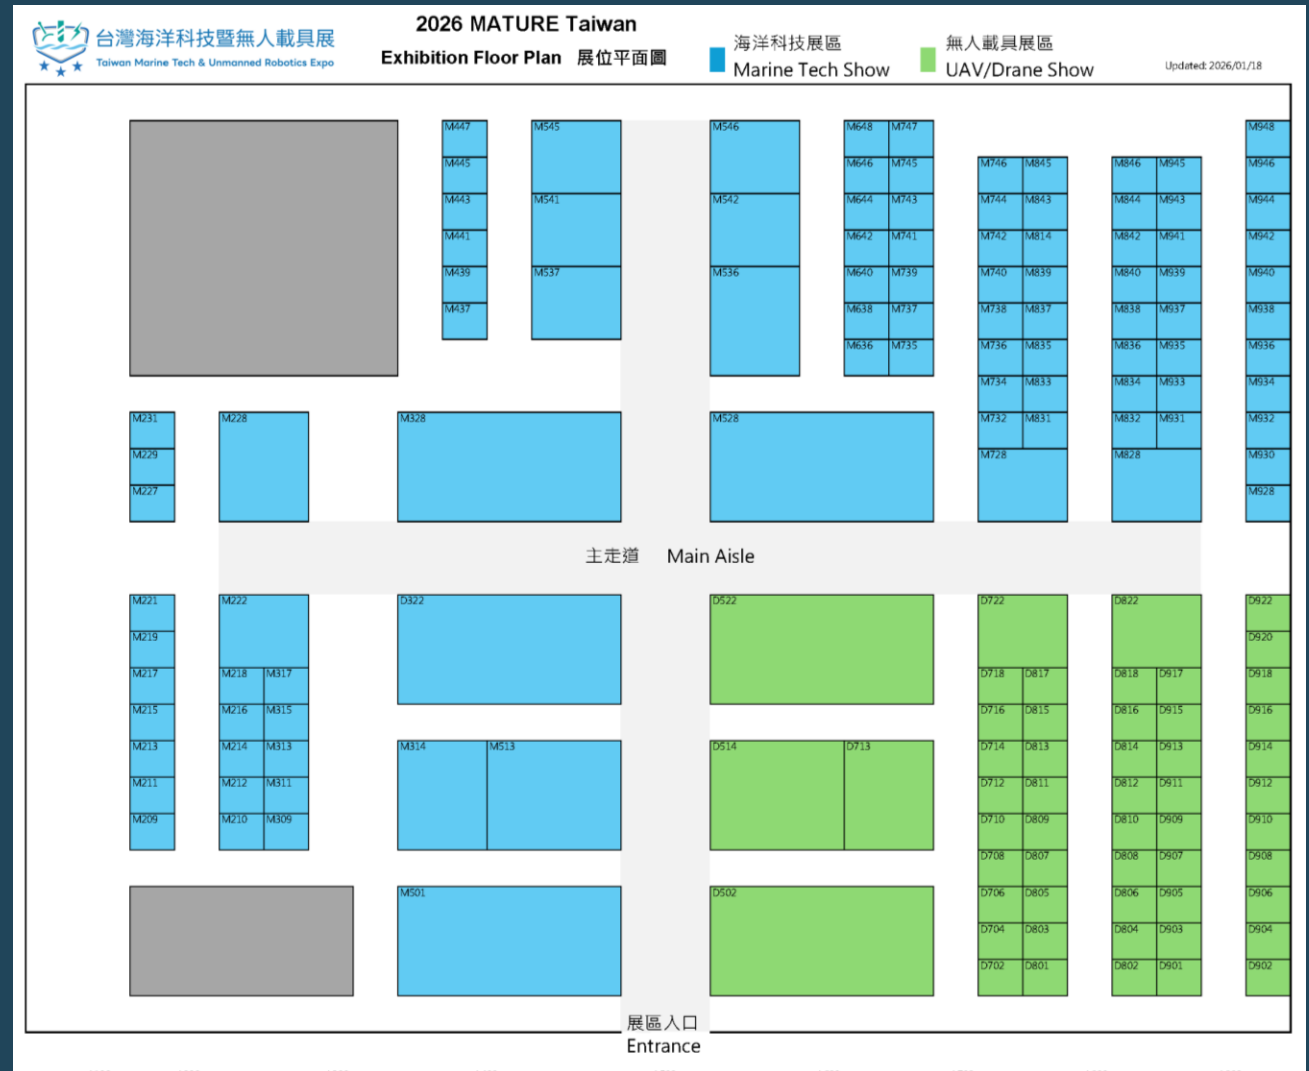 台灣海洋科技暨無人載具展
Taiwan Marine Tech & Unmanned Robotics Expo
2026 MATURE Taiwan
Exhibition Floor Plan 展位平面圖
海洋科技展區
Marine Tech Show
無人載具展區
UAV/Drane Show
Updated: 2026/01/18
M447 M545 M546 M648 M747 M948
M445 M646 M745 M746 M845 M846 M945 M946
M443 M541 M542 M644 M743 M744 M843 M844 M943 M944
M441 M642 M741 M742 M814 M842 M941 M942
M439 M537 M536 M640 M739 M740 M839 M840 M939 M940
M437 M638 M737 M738 M837 M838 M937 M938
M636 M735 M736 M835 M836 M935 M936
M734 M833 M834 M933 M934
M231 M228 M328 M528 M732 M831 M832 M931 M932
M229 M728 M828 M930
M227 M928
主走道 Main Aisle
M221 M222 D322 D522 D722 D822 D922
M219 D920
M217 M218 M317 D718 D817 D818 D917 D918
M215 M216 M315 D716 D815 D816 D915 D916
M213 M214 M313 M314 M513 D514 D713 D714 D813 D814 D913 D914
M211 M212 M311 D712 D811 D812 D911 D912
M209 M210 M309 D710 D809 D810 D909 D910
D708 D807 D808 D907 D908
M501 D502 D706 D805 D806 D905 D906
D704 D803 D804 D903 D904
D702 D801 D802 D901 D902
展區入口
Entrance